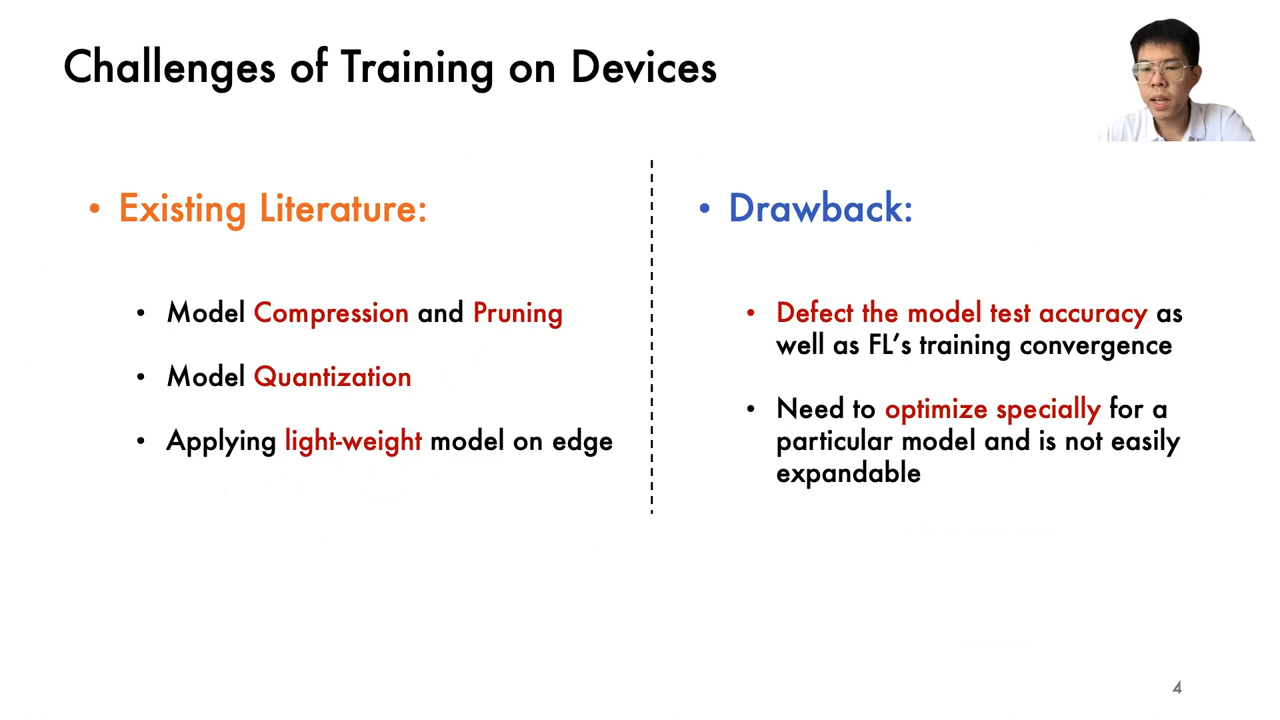 Challenges of Training on Devices
• Existing Literature:
• Model Compression and Pruning
• Model Quantization
• Applying light-weight model on edge
• Drawback:
• Defect the model test accuracy as
well as FL’s training convergence
• Need to optimize specially for a
particular model and is not easily
expandable
4